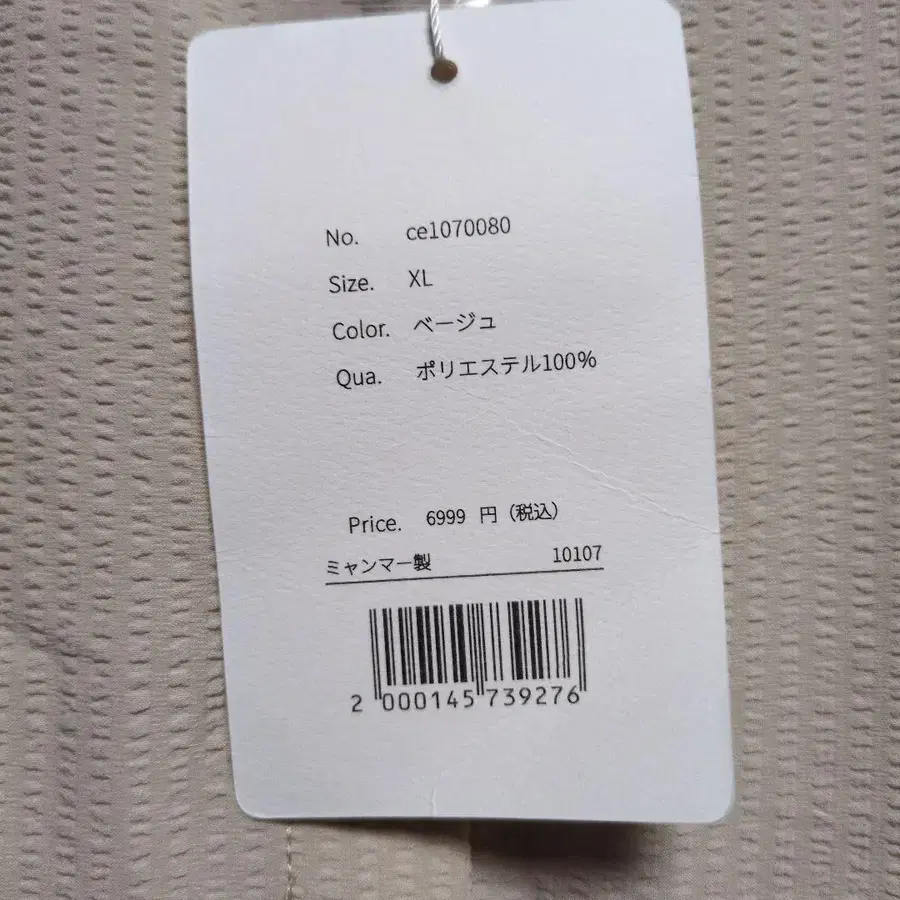 No. ce1070080
Size. XL
Color. ベージュ
Qua. ポリエステル100%
Price. 6999 円（税込）
ミャンマー製 10107
2 000145 739276